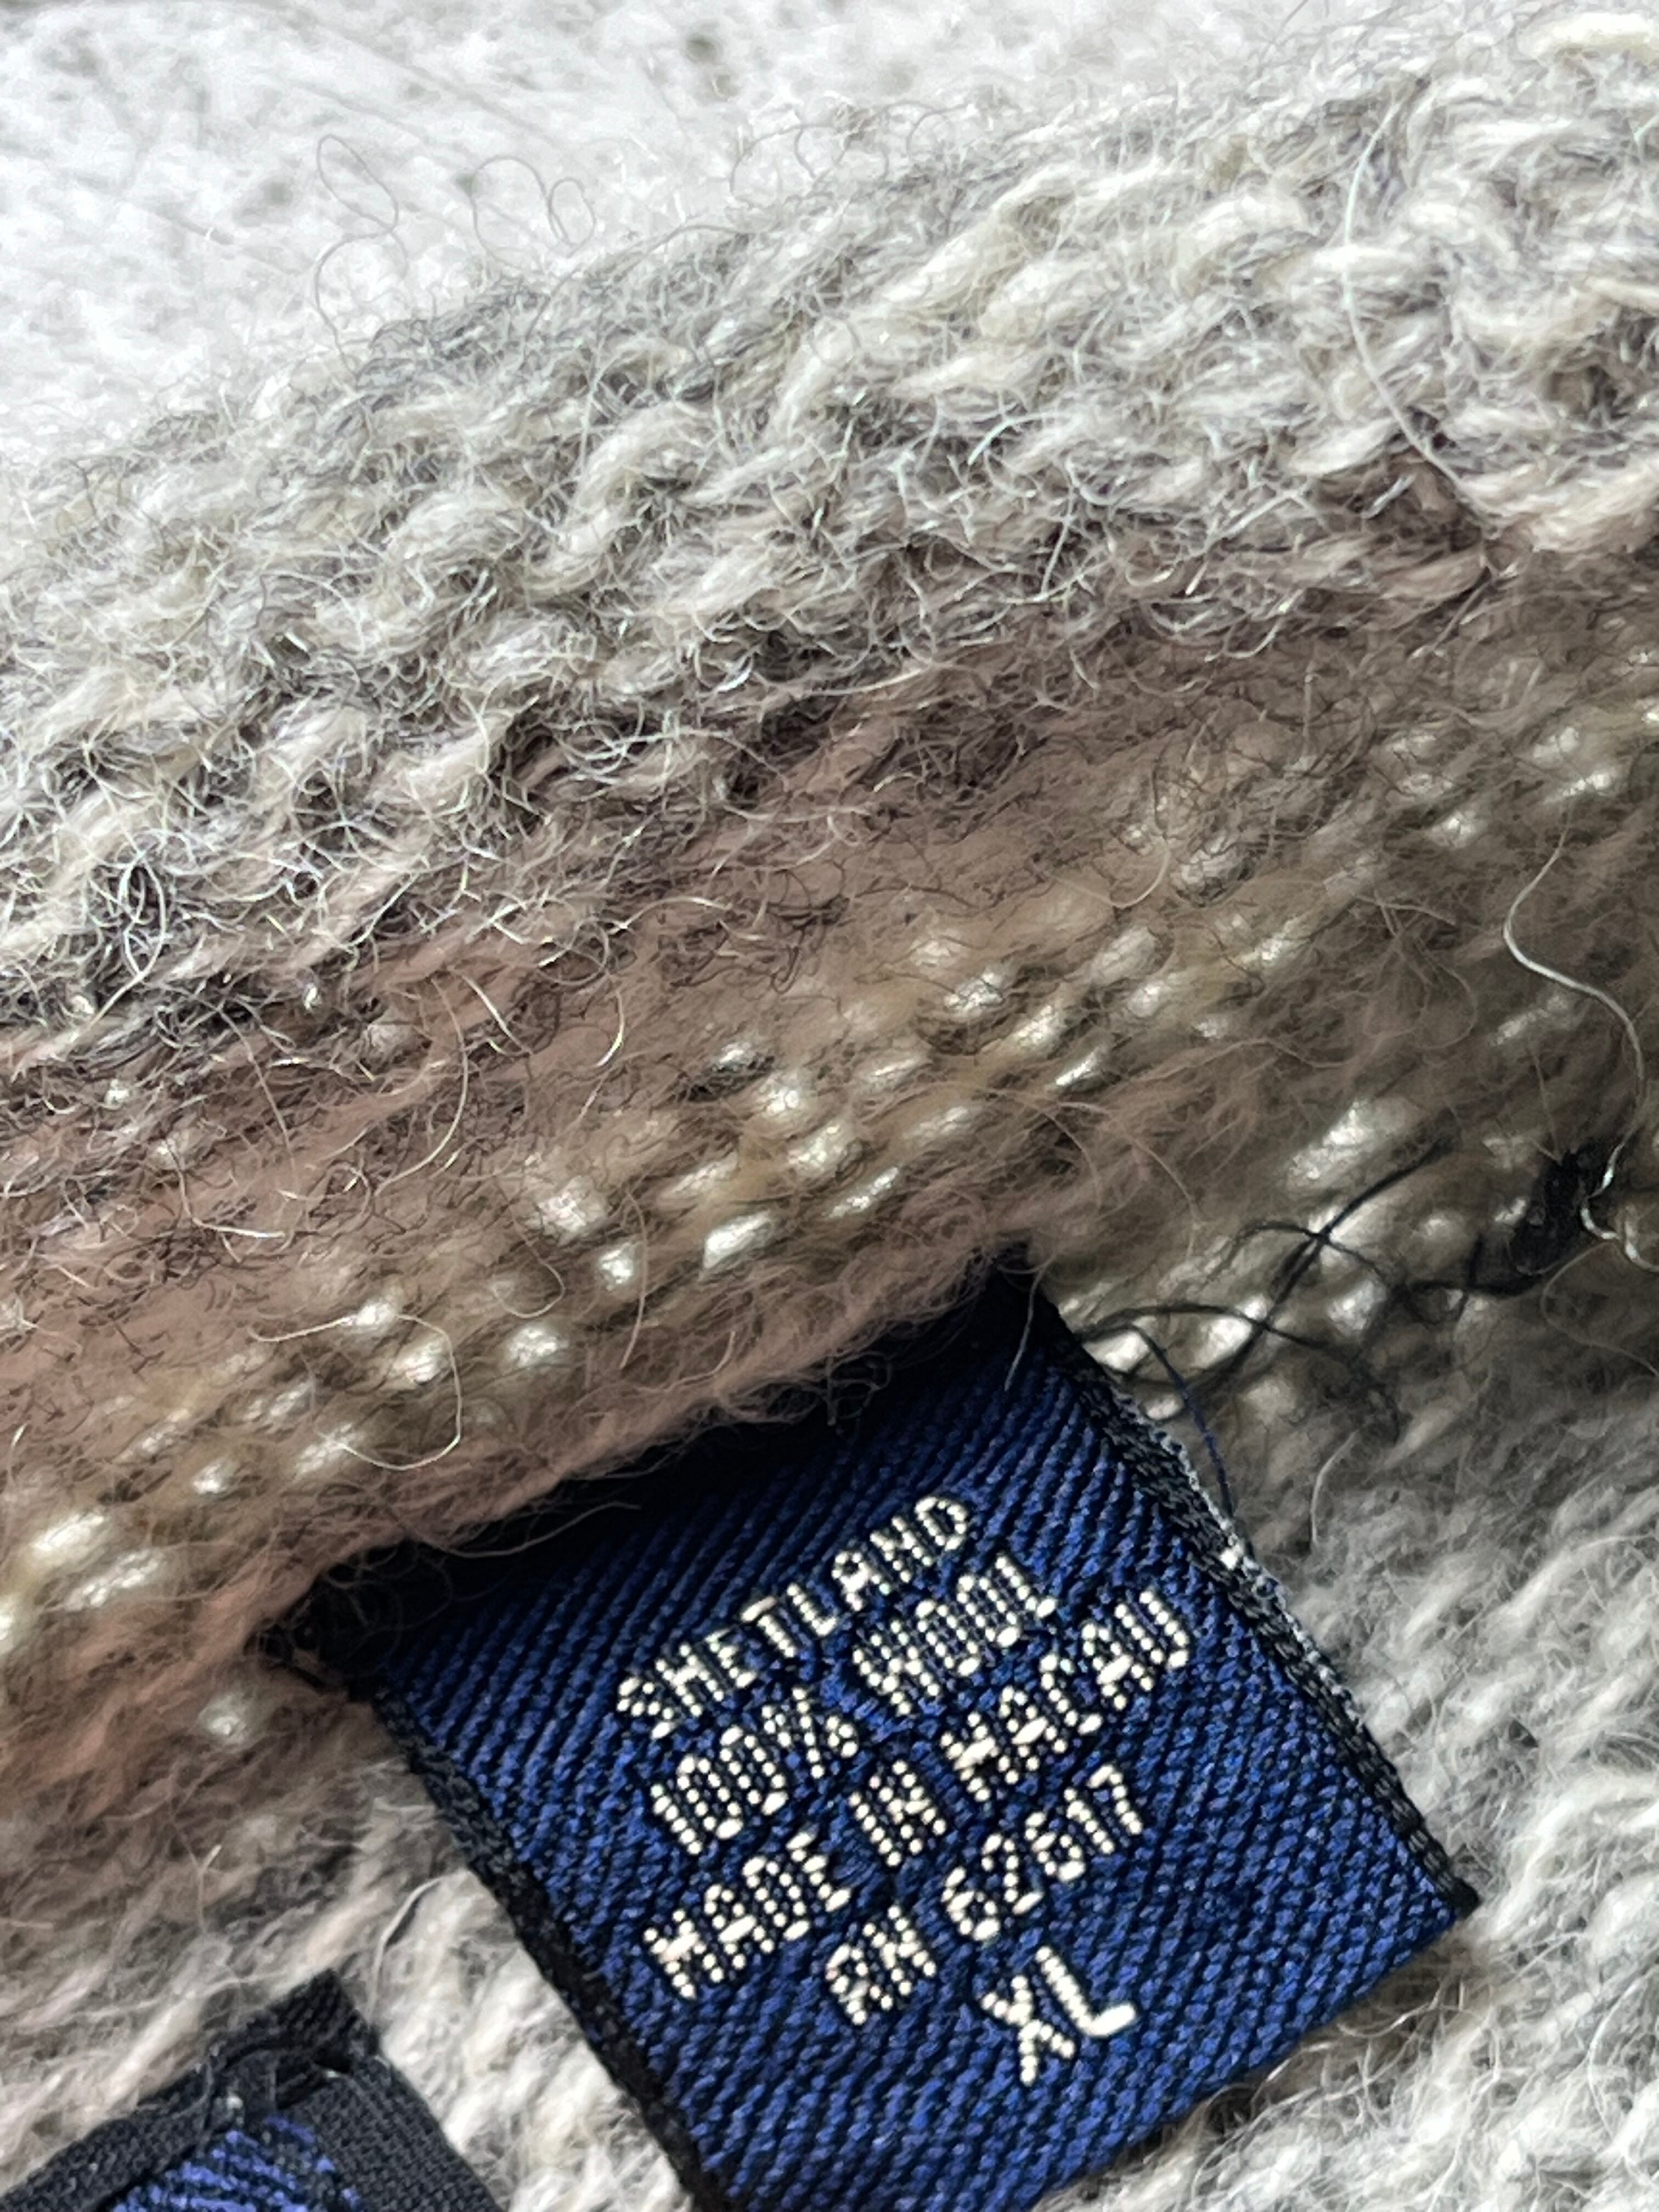 SHETLAND
100% WOOL
MADE IN MACAU
RN 62617
XL